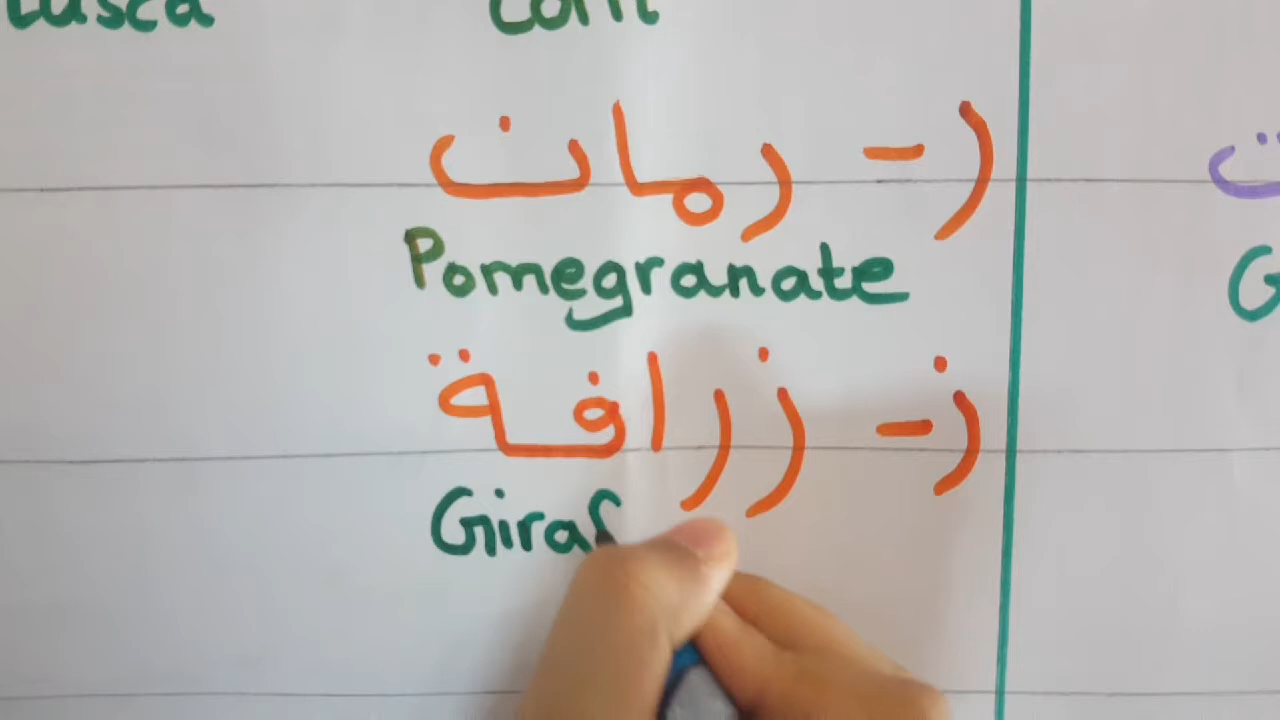 ر - رمان
Pomegranate
ز - زرافة
Giraf